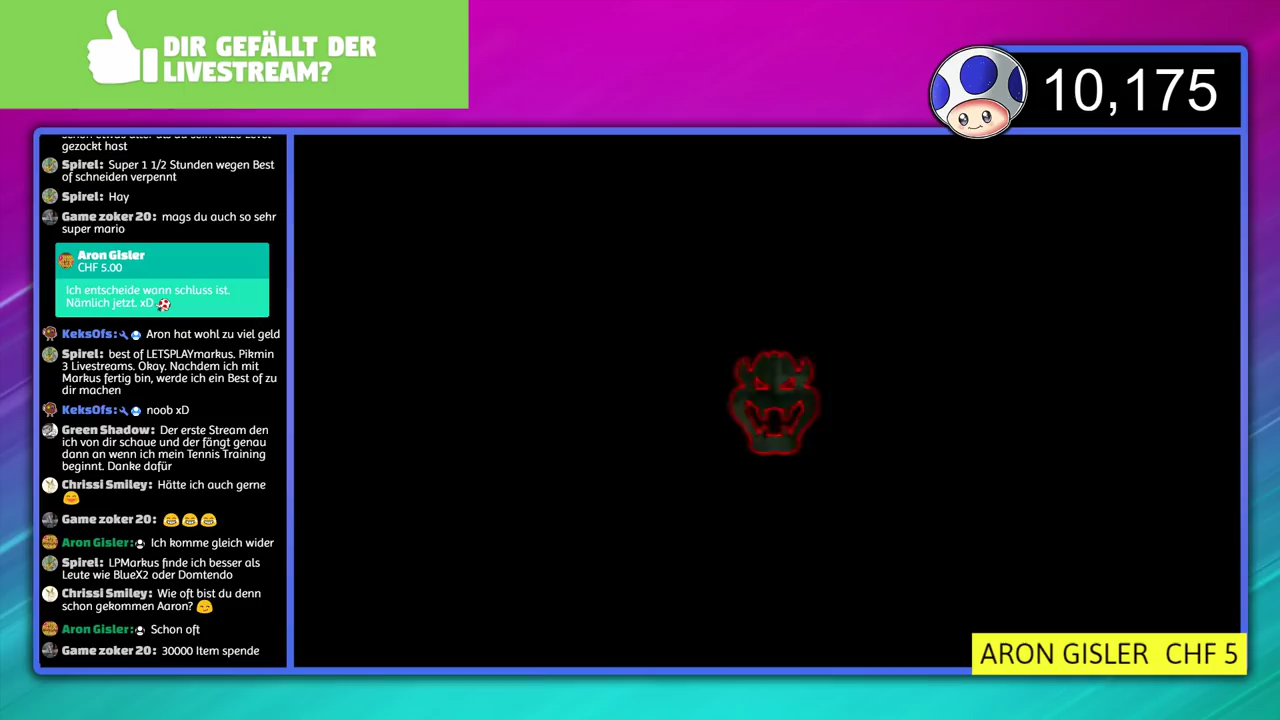 DIR GEFÄLLT DER
LIVESTREAM?
10,175
gezockt hast
Spirel: Super 1 1/2 Stunden wegen Best
of schneiden verpennt
Spirel: Hay
Game zoker 20: mags du auch so sehr
super mario
Aron Gisler
CHF 5.00
Ich entscheide wann schluss ist.
Nämlich jetzt. xD
KeksOfs: Aron hat wohl zu viel geld
Spirel: best of LETSPLAYmarkus. Pikmin
3 Livestreams. Okay. Nachdem ich mit
Markus fertig bin, werde ich ein Best of zu
dir machen
KeksOfs: noob xD
Green Shadow: Der erste Stream den
ich von dir schaue und der fängt genau
dann an wenn ich mein Tennis Training
beginnt. Danke dafür
Chrissi Smiley: Hätte ich auch gerne
Game zoker 20: 😂😂😂
Aron Gisler: Ich komme gleich wider
Spirel: LPMarkus finde ich besser als
Leute wie BlueX2 oder Domtendo
Chrissi Smiley: Wie oft bist du denn
schon gekommen Aaron?
Aron Gisler: Schon oft
Game zoker 20: 30000 Item spende
ARON GISLER CHF 5